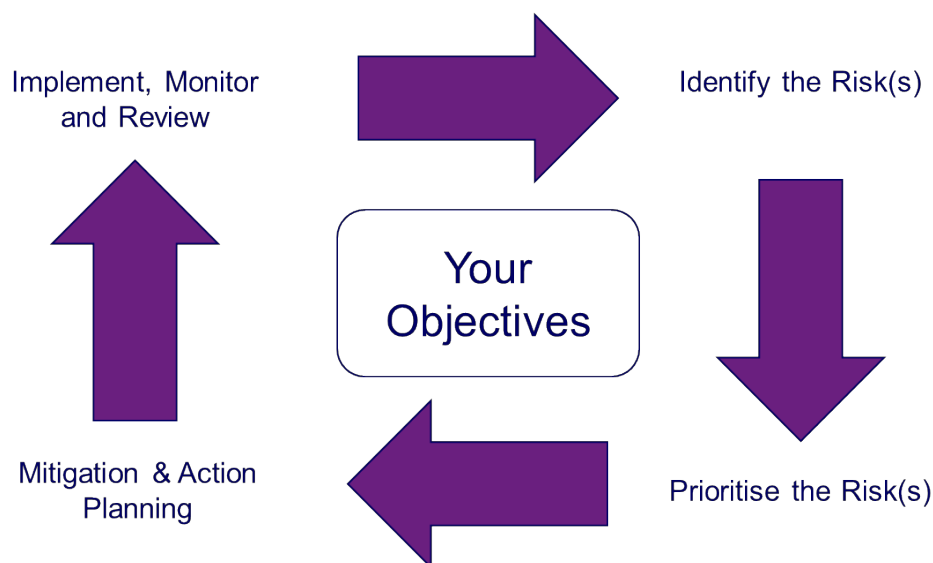 Implement, Monitor
and Review
Identify the Risk(s)
Your
Objectives
Mitigation & Action
Planning
Prioritise the Risk(s)